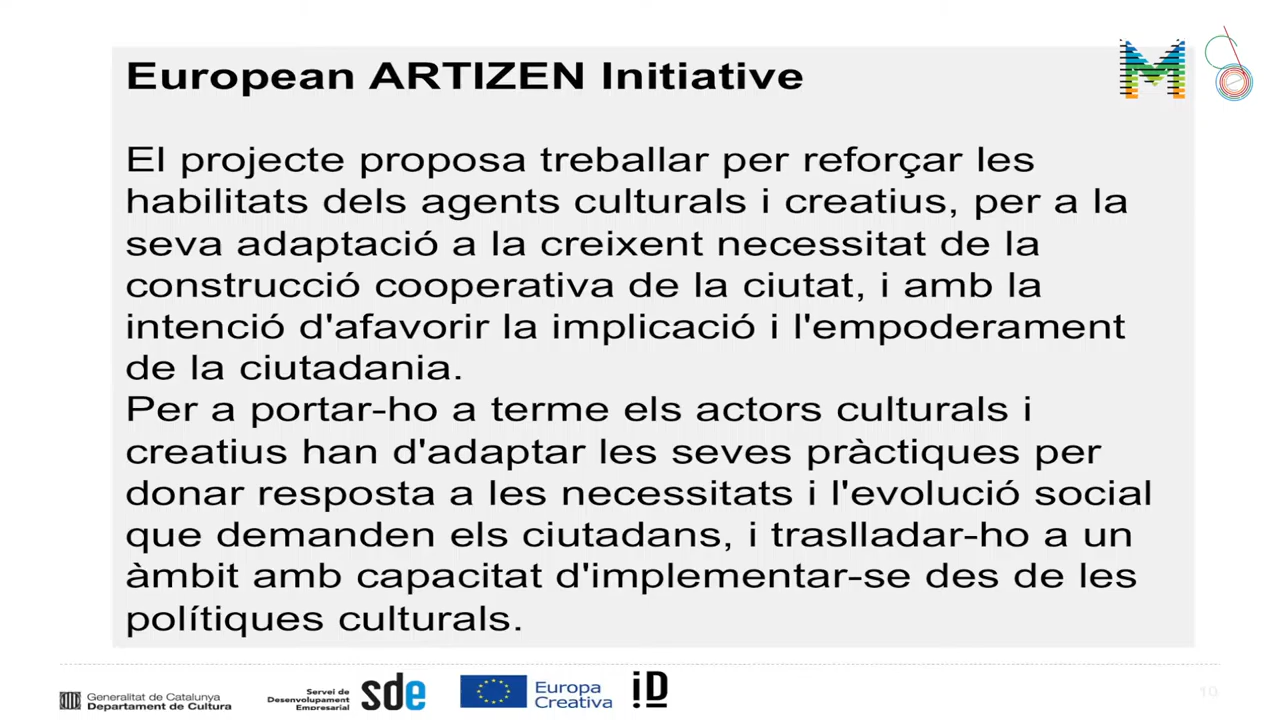 European ARTIZEN Initiative
El projecte proposa treballar per reforçar les
habilitats dels agents culturals i creatius, per a la
seva adaptació a la creixent necessitat de la
construcció cooperativa de la ciutat, i amb la
intenció d'afavorir la implicació i l'empoderament
de la ciutadania.
Per a portar-ho a terme els actors culturals i
creatius han d'adaptar les seves pràctiques per
donar resposta a les necessitats i l'evolució social
que demanden els ciutadans, i traslladar-ho a un
àmbit amb capacitat d'implementar-se des de les
polítiques culturals.
Generalitat de Catalunya
Departament de Cultura
Servei de
Desenvolupament
Empresarial
sde
Europa
Creativa
iD
10